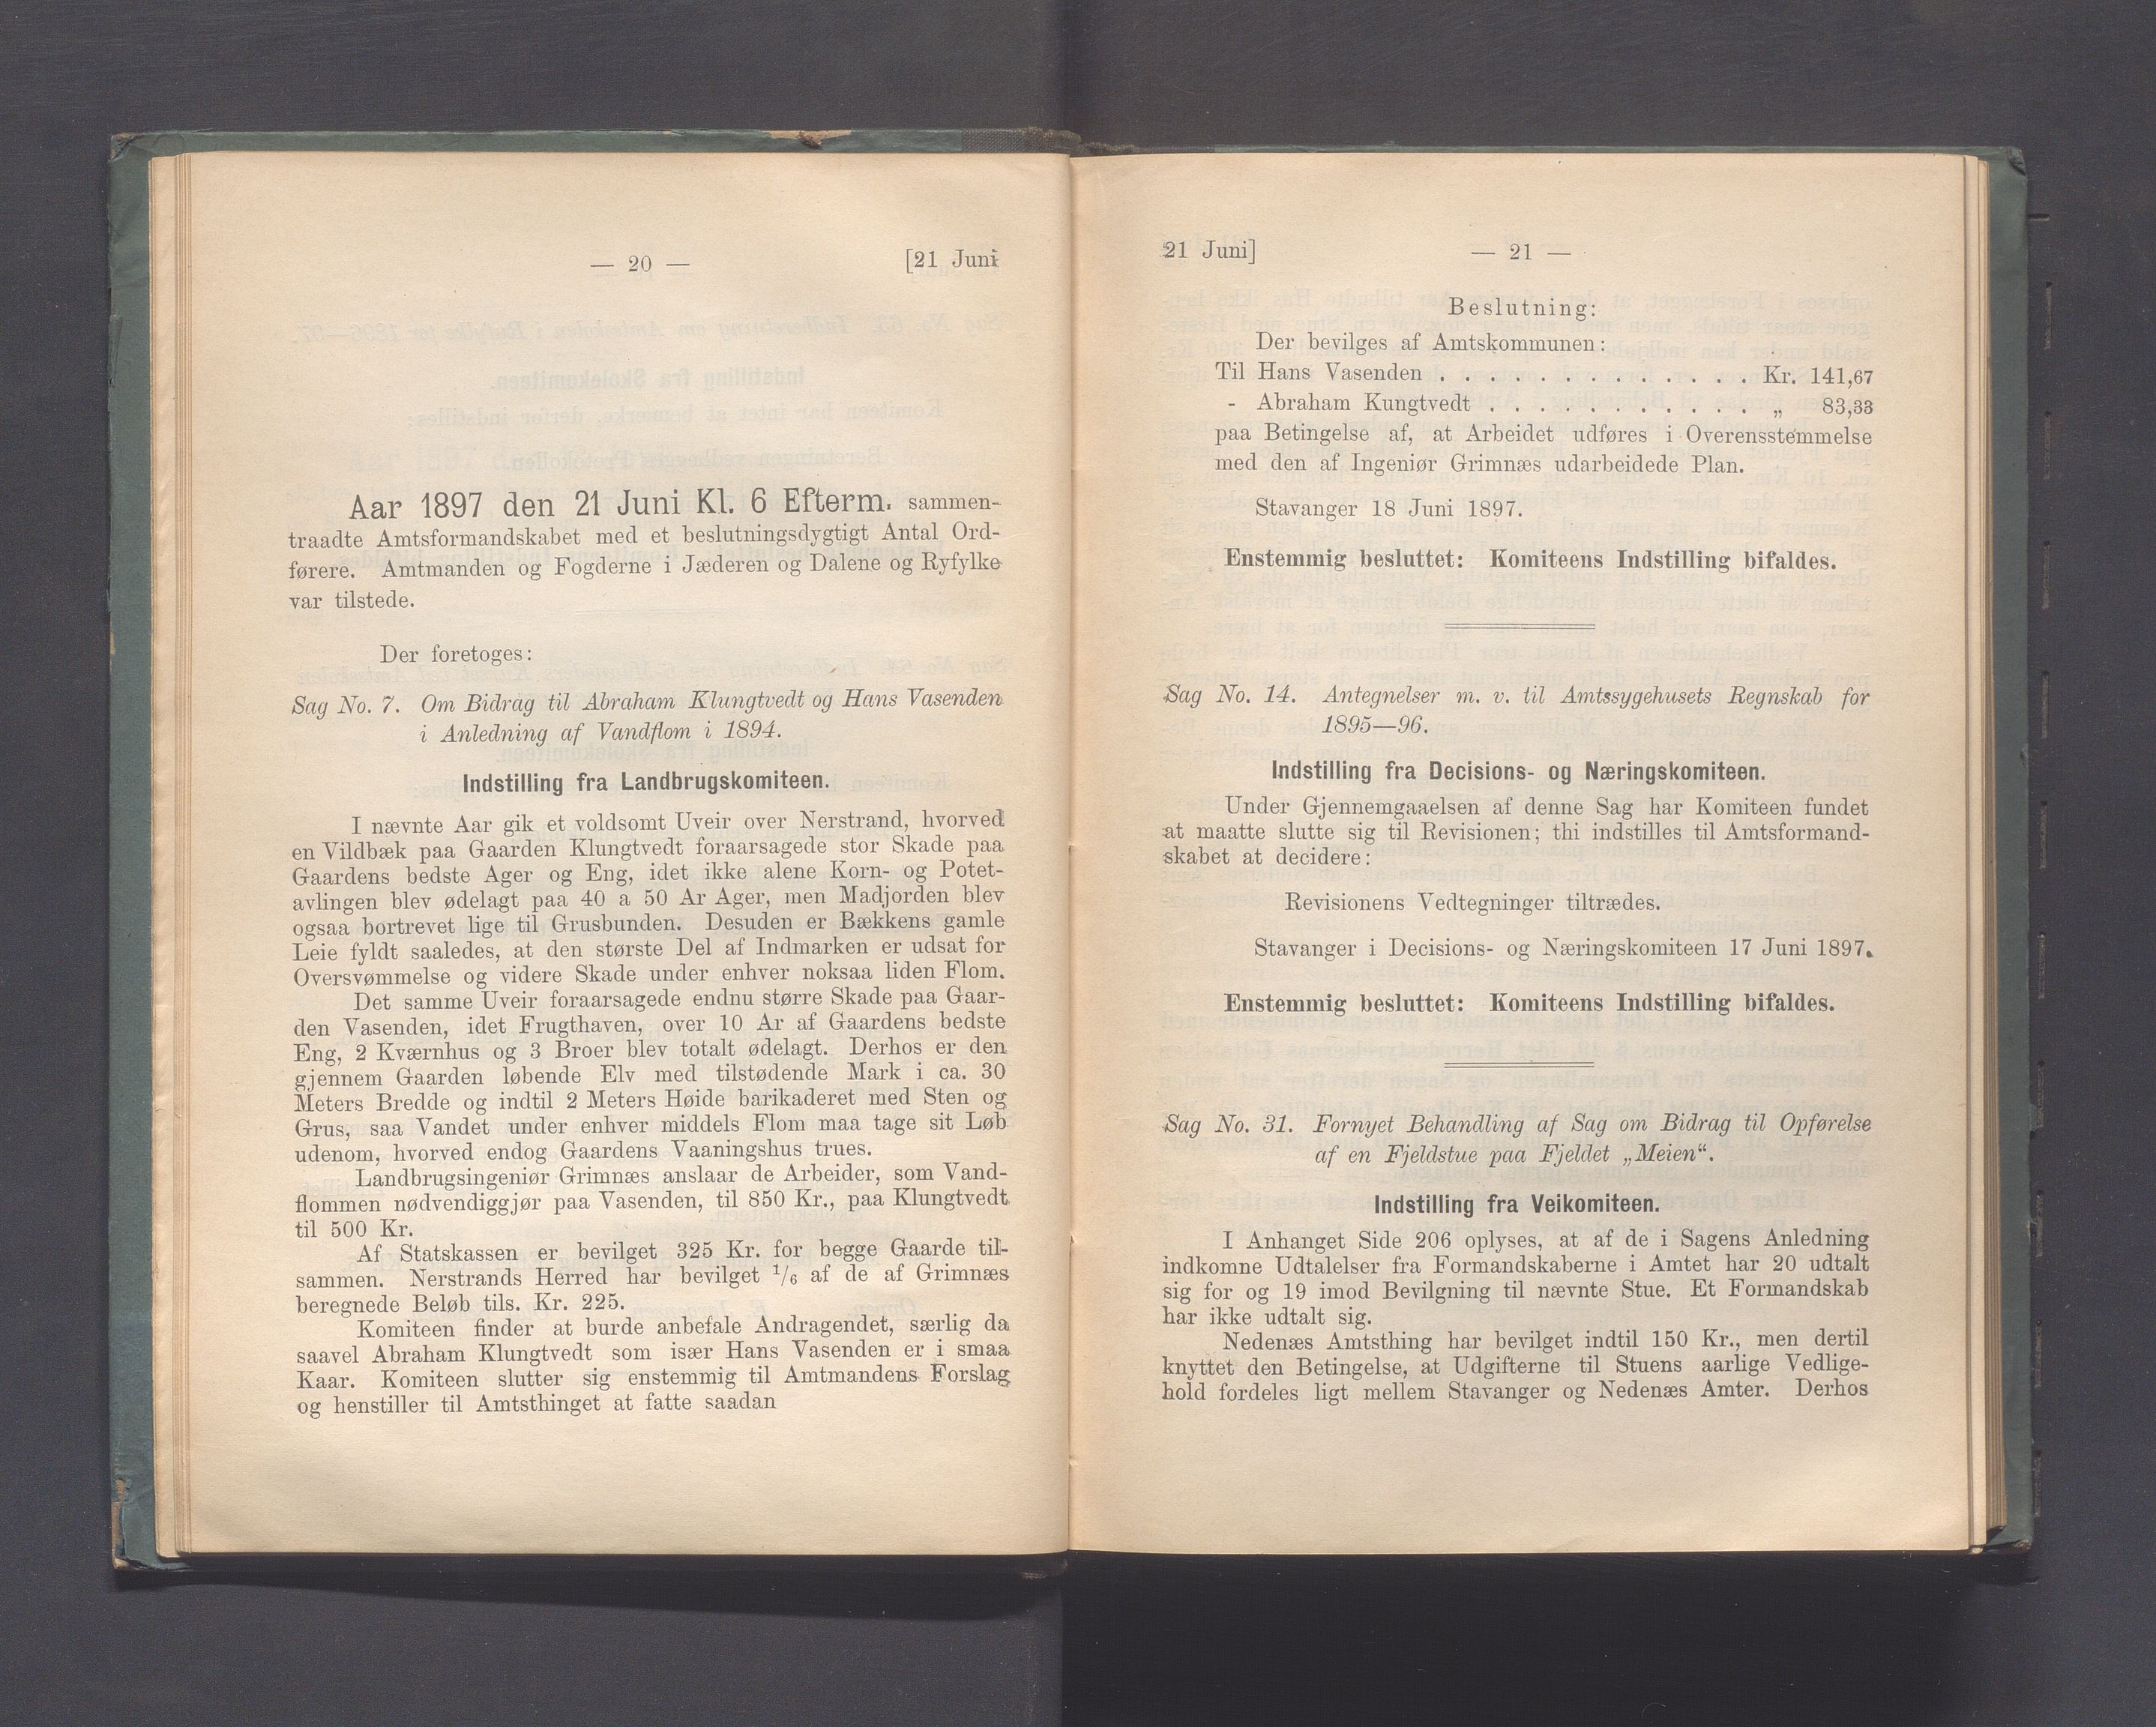 — 20 — [21 Juni
Aar 1897 den 21 Juni Kl. 6 Efterm. sammen-
traadte Amtsformandskabet med et beslutningsdygtigt Antal Ord-
førere. Amtmanden og Fogderne i Jæderen og Dalene og Ryfylke
var tilstede.
Der foretoges:
Sag No. 7. Om Bidrag til Abraham Klungtvedt og Hans Vasenden
i Anledning af Vandflom i 1894.
Indstilling fra Landbrugskomiteen.
I nævnte Aar gik et voldsomt Uveir over Nerstrand, hvorved
en Vildbæk paa Gaarden Klungtvedt foraarsagede stor Skade paa
Gaardens bedste Ager og Eng, idet ikke alene Korn- og Potet-
avlingen blev ødelagt paa 40 a 50 Ar Ager, men Madjorden blev
ogsaa bortrevet lige til Grusbunden. Desuden er Bækkens gamle
Leie fyldt saaledes, at den største Del af Indmarken er udsat for
Oversvømmelse og videre Skade under enhver noksaa liden Flom.
Det samme Uveir foraarsagede endnu større Skade paa Gaar-
den Vasenden, idet Frugthaven, over 10 Ar af Gaardens bedste
Eng, 2 Kværnhus og 3 Broer blev totalt ødelagt. Derhos er den
gjennem Gaarden løbende Elv med tilstødende Mark i ca. 30
Meters Bredde og indtil 2 Meters Høide barikaderet med Sten og
Grus, saa Vandet under enhver middels Flom maa tage sit Løb
udenom, hvorved endog Gaardens Vaaningshus trues.
Landbrugsingeniør Grimnæs anslaar de Arbeider, som Vand-
flommen nødvendiggjør paa Vasenden, til 850 Kr., paa Klungtvedt
til 500 Kr.
Af Statskassen er bevilget 325 Kr. for begge Gaarde til-
sammen. Nerstrands Herred har bevilget 1/6 af de af Grimnæs
beregnede Beløb tils. Kr. 225.
Komiteen finder at burde anbefale Andragendet, særlig da
saavel Abraham Klungtvedt som især Hans Vasenden er i smaa
Kaar. Komiteen slutter sig enstemmig til Amtmandens Forslag
og henstiller til Amtsthinget at fatte saadan
21 Juni] — 21 —
Beslutning:
Der bevilges af Amtskommunen:
Til Hans Vasenden . . . . . . . . . . . . . Kr. 141,67
- Abraham Kungtvedt . . . . . . . . . . . „ 83,33
paa Betingelse af, at Arbeidet udføres i Overensstemmelse
med den af Ingeniør Grimnæs udarbeidede Plan.
Stavanger 18 Juni 1897.
Enstemmig besluttet: Komiteens Indstilling bifaldes.
Sag No. 14. Antegnelser m. v. til Amtssygehusets Regnskab for
1895—96.
Indstilling fra Decisions- og Næringskomiteen.
Under Gjennemgaaelsen af denne Sag har Komiteen fundet
at maatte slutte sig til Revisionen; thi indstilles til Amtsformand-
skabet at decidere:
Revisionens Vedtegninger tiltrædes.
Stavanger i Decisions- og Næringskomiteen 17 Juni 1897.
Enstemmig besluttet: Komiteens Indstilling bifaldes.
Sag No. 31. Fornyet Behandling af Sag om Bidrag til Opførelse
af en Fjeldstue paa Fjeldet „Meien“.
Indstilling fra Veikomiteen.
I Anhanget Side 206 oplyses, at af de i Sagens Anledning
indkomne Udtalelser fra Formandskaberne i Amtet har 20 udtalt
sig for og 19 imod Bevilgning til nævnte Stue. Et Formandskab
har ikke udtalt sig.
Nedenæs Amtsthing har bevilget indtil 150 Kr., men dertil
knyttet den Betingelse, at Udgifterne til Stuens aarlige Vedlige-
hold fordeles ligt mellem Stavanger og Nedenæs Amter. Derhos